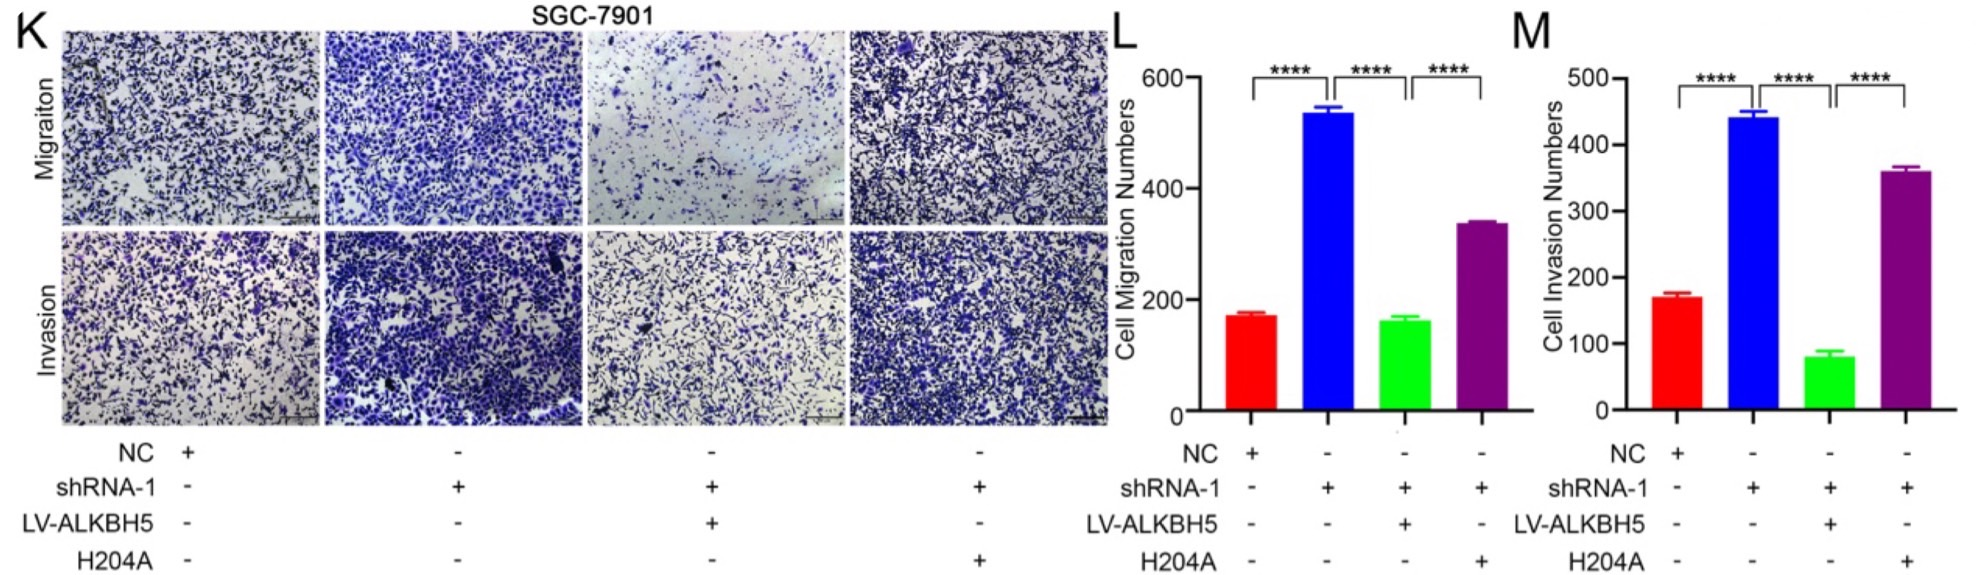 K
SGC-7901
L
M
Migraiton
Invasion
NC + - - -
shRNA-1 - + + +
LV-ALKBH5 - - + -
H204A - - - +
Cell Migration Numbers
600
400
200
0
**** **** ****
NC + - - -
shRNA-1 - + + +
LV-ALKBH5 - - + -
H204A - - - +
Cell Invasion Numbers
500
400
300
200
100
0
**** **** ****
NC + - - -
shRNA-1 - + + +
LV-ALKBH5 - - + -
H204A - - - +